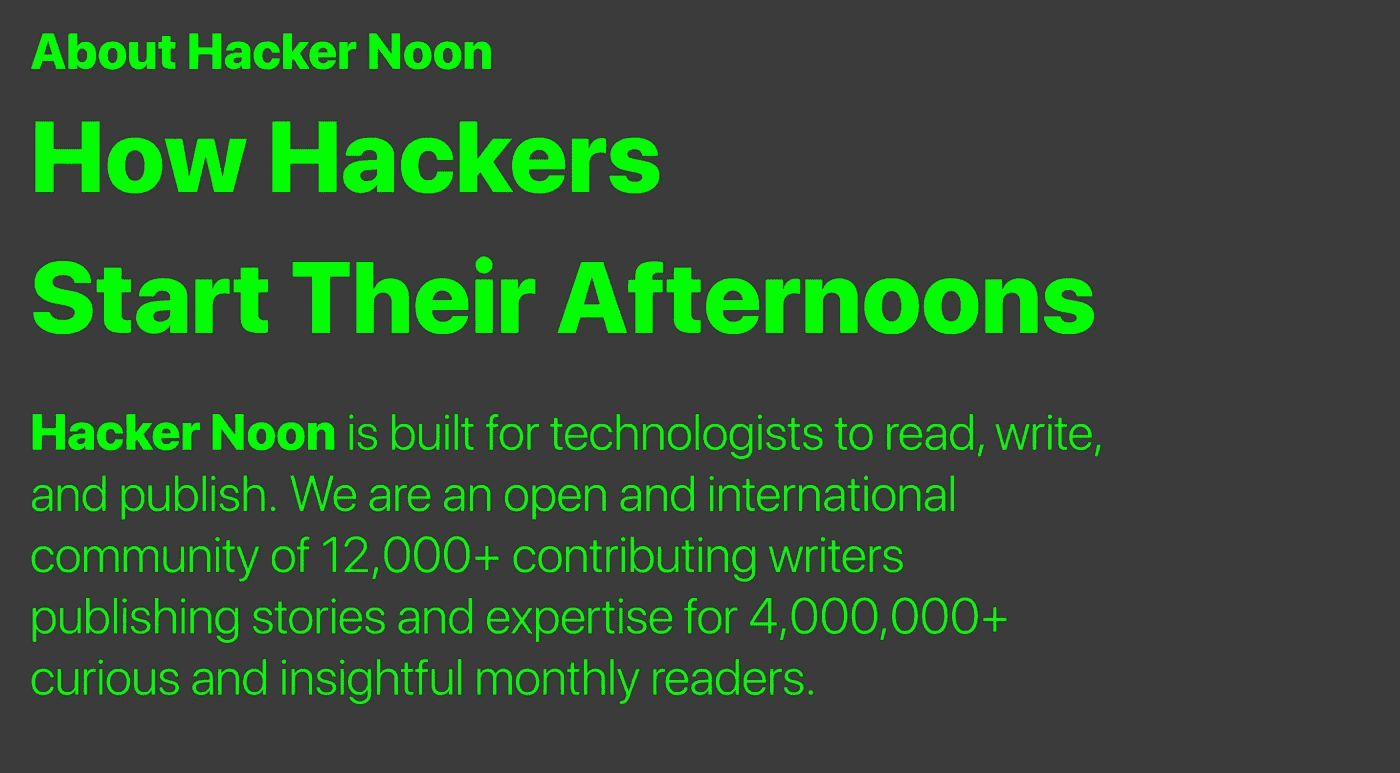 About Hacker Noon
How Hackers
Start Their Afternoons
Hacker Noon is built for technologists to read, write,
and publish. We are an open and international
community of 12,000+ contributing writers
publishing stories and expertise for 4,000,000+
curious and insightful monthly readers.